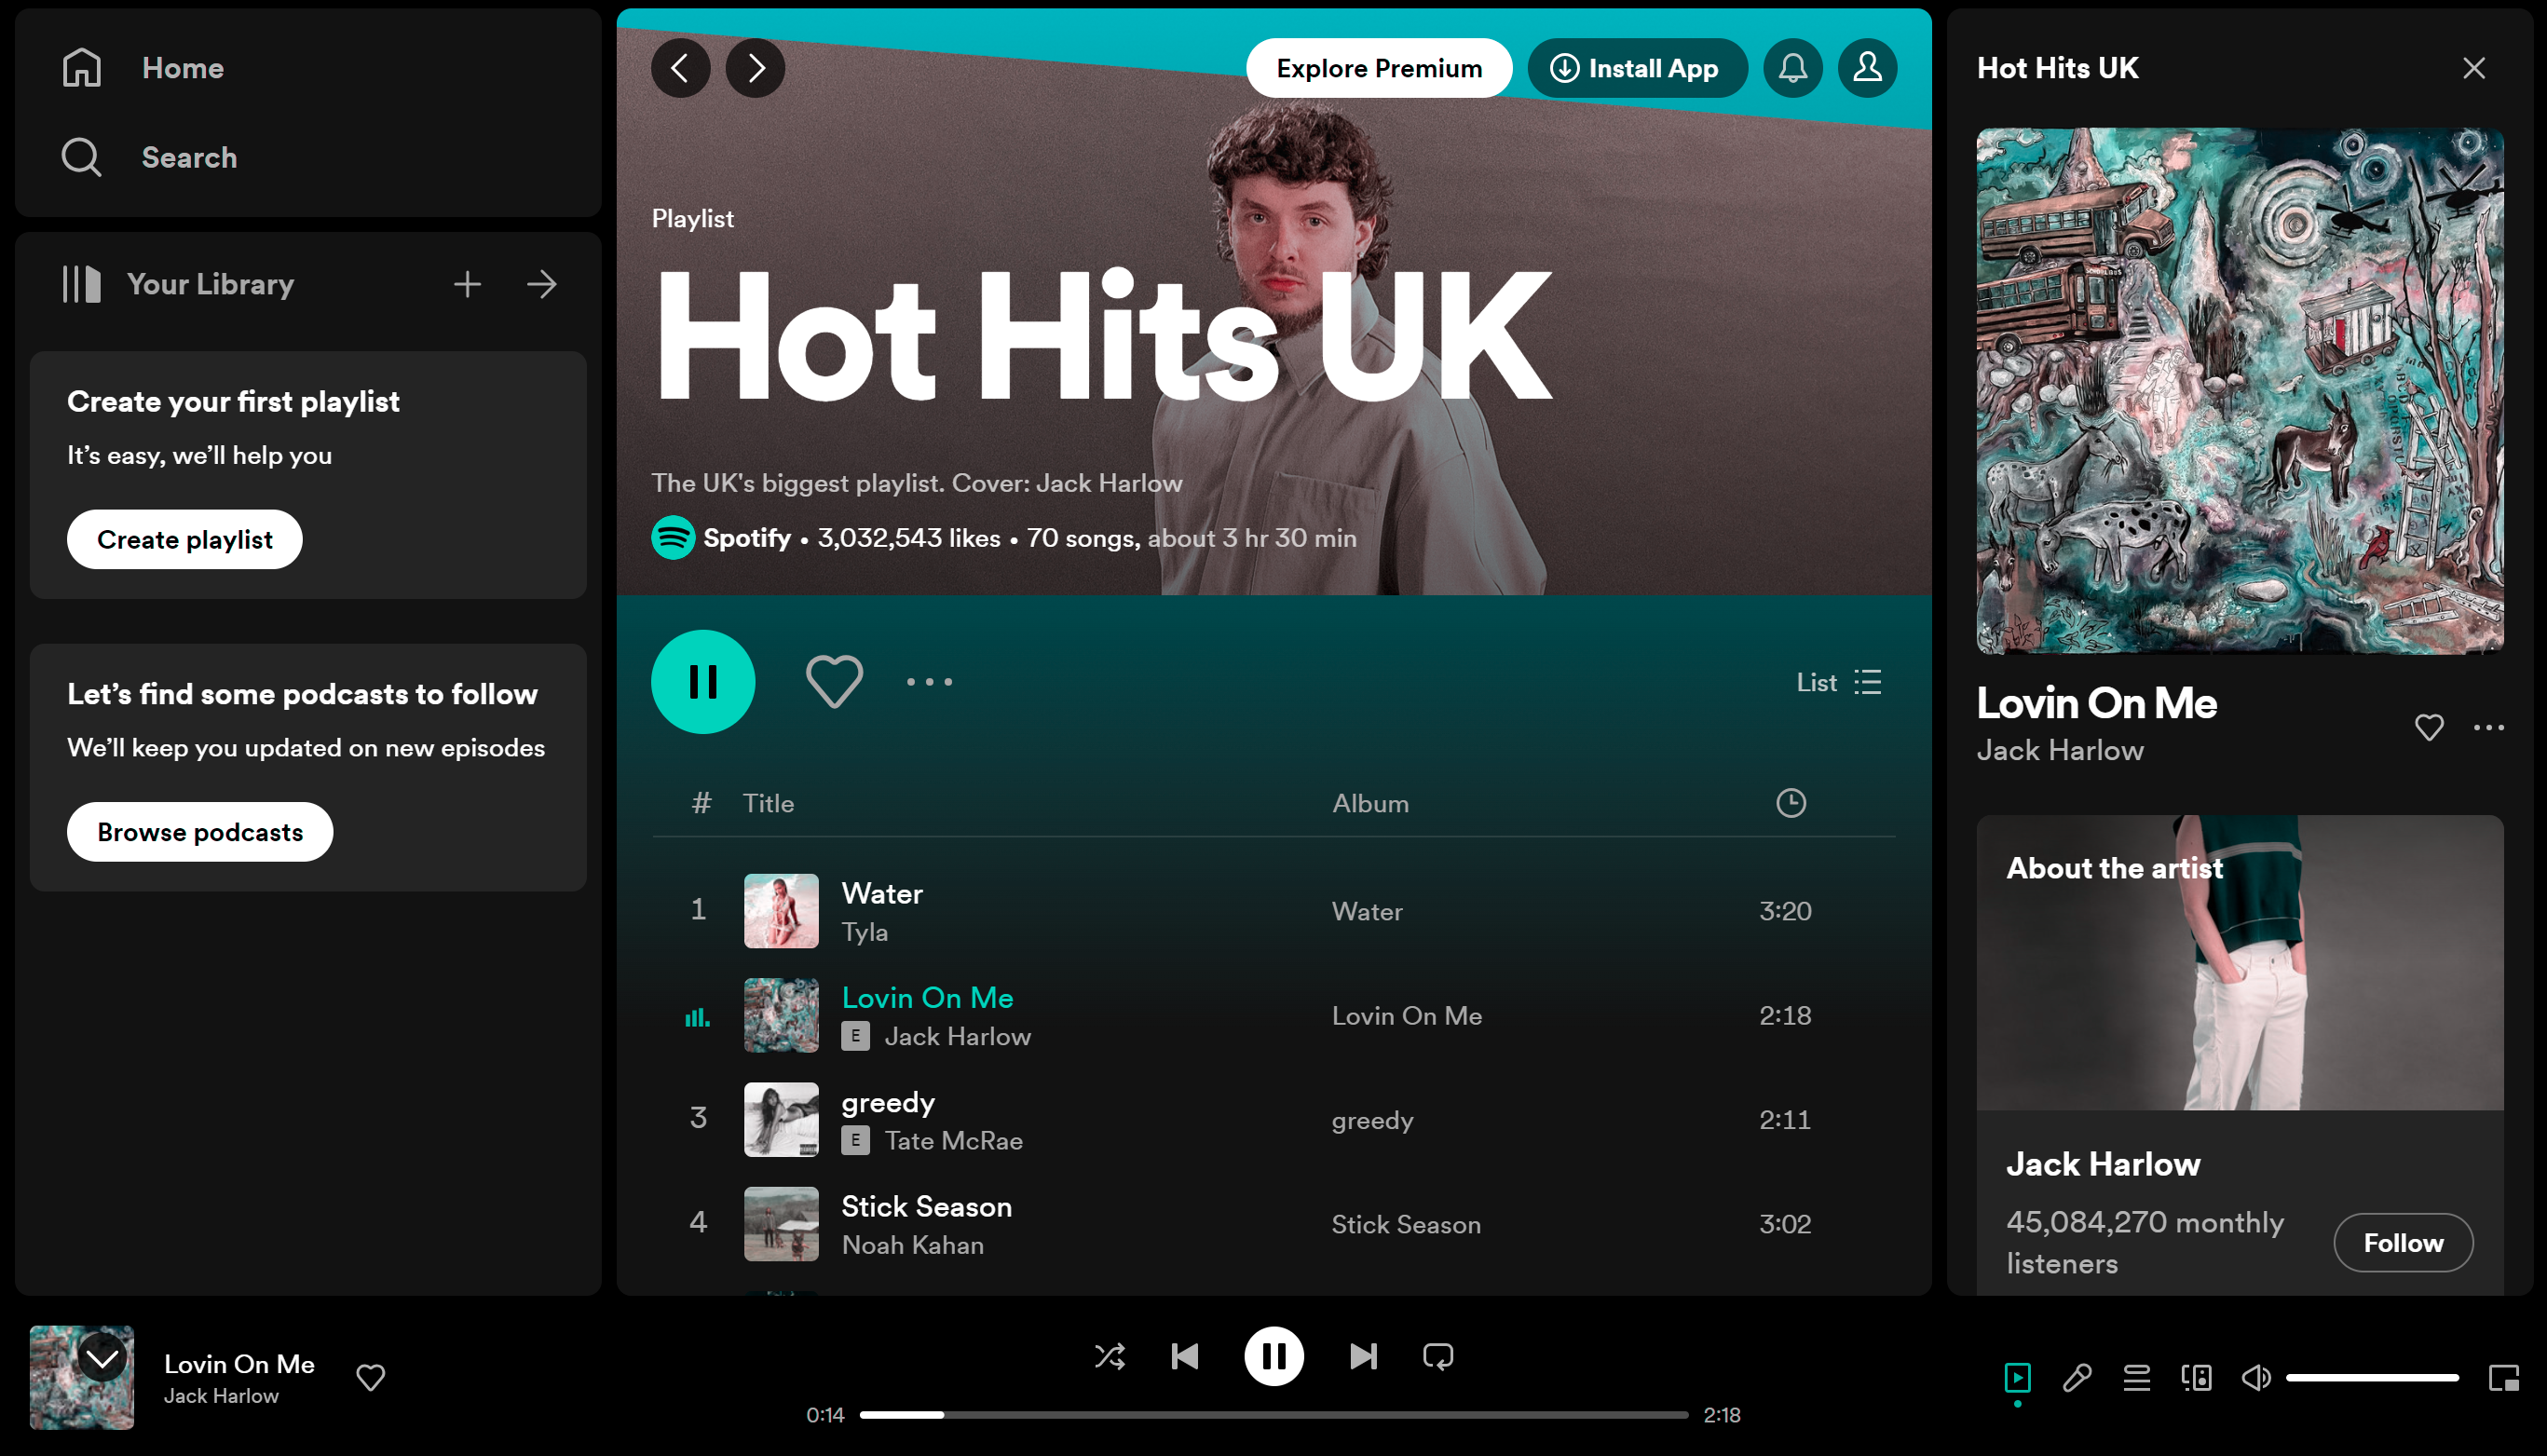 Home
Search
Your Library
Create your first playlist
It's easy, we'll help you
Create playlist
Let's find some podcasts to follow
We'll keep you updated on new episodes
Browse podcasts
Explore Premium
Install App
Playlist
Hot Hits UK
The UK's biggest playlist. Cover: Jack Harlow
Spotify • 3,032,543 likes • 70 songs, about 3 hr 30 min
List
# Title Album
1 Water Water 3:20
Tyla
Lovin On Me Lovin On Me 2:18
E Jack Harlow
3 greedy greedy 2:11
E Tate McRae
4 Stick Season Stick Season 3:02
Noah Kahan
Hot Hits UK
Lovin On Me
Jack Harlow
About the artist
Jack Harlow
45,084,270 monthly
listeners
Follow
Lovin On Me
Jack Harlow
0:14 2:18